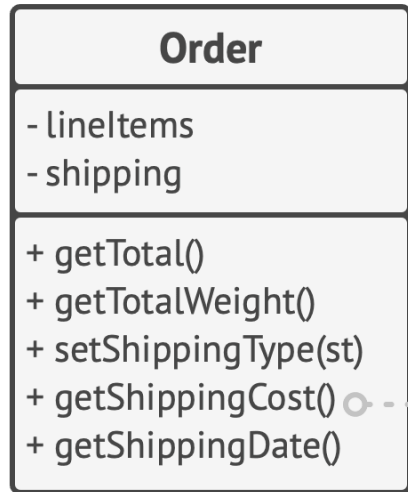 Order
- lineItems
- shipping
+ getTotal()
+ getTotalWeight()
+ setShippingType(st)
+ getShippingCost()
+ getShippingDate()